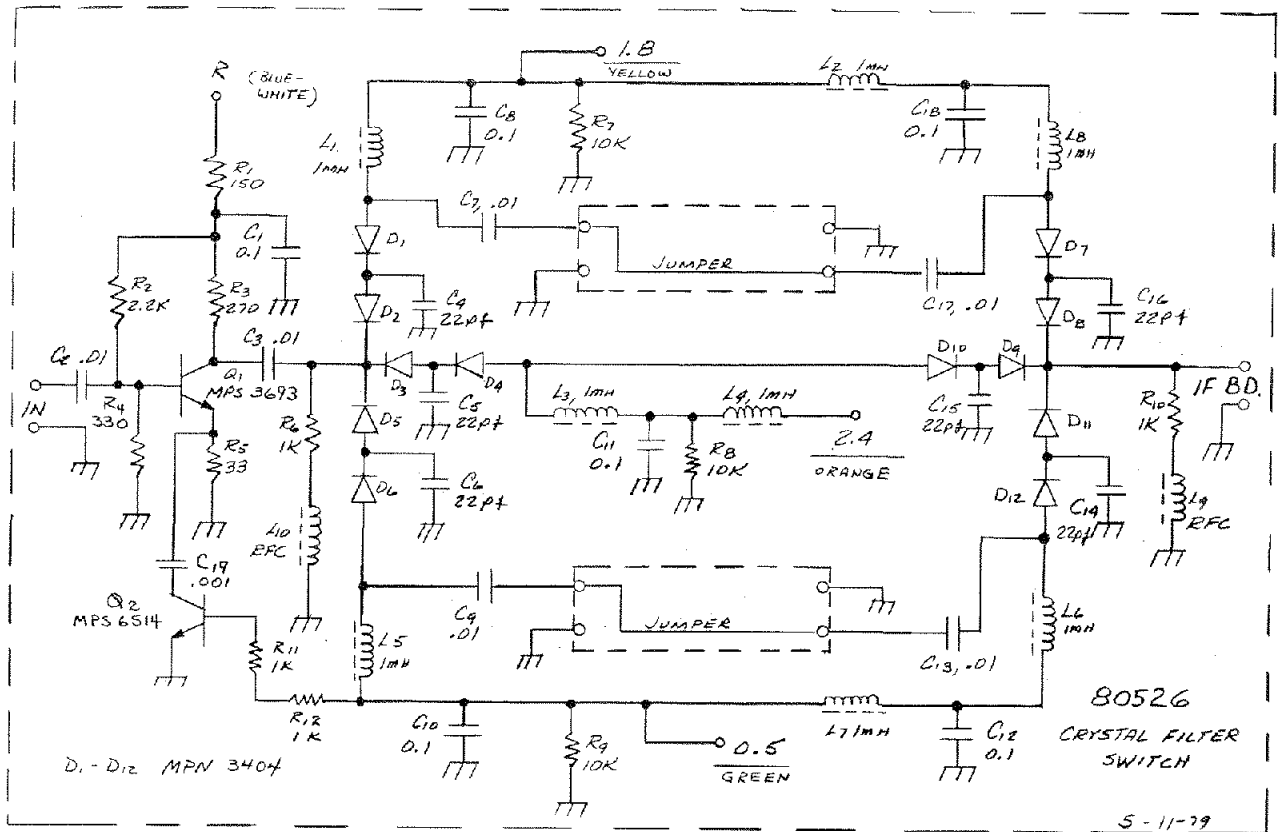 R (BLUE-
WHITE)
1.8
YELLOW
L2 1MH
C8
0.1
R7
10K
C18
0.1
L1
1MH
L8
1MH
R1
150
C1
0.1
C7, .01
D1
D7
JUMPER
R2
2.2K
R3
270
C4
22pf
D2
C17, .01
C16
22pf
D8
C3 .01
C2 .01
Q1
MPS 3693
D3
D4
D10
D9
IN
R4
330
C5
22pf
L3, 1MH
L4, 1MH
C15
22pf
1F BD.
R10
1K
R6
1K
D5
C11
0.1
R8
10K
2.4
ORANGE
D11
R5
33
D6
C6
22pf
D12
C14
22pf
L9
RFC
L10
RFC
C19
.001
Q2
MPS 6514
C9
.01
JUMPER
L6
1MH
R11
1K
L5
1MH
C13, .01
R12
1K
C10
0.1
R9
10K
0.5
GREEN
L7 1MH
C12
0.1
80526
CRYSTAL FILTER
SWITCH
D1 - D12 MPN 3404
5-11-79